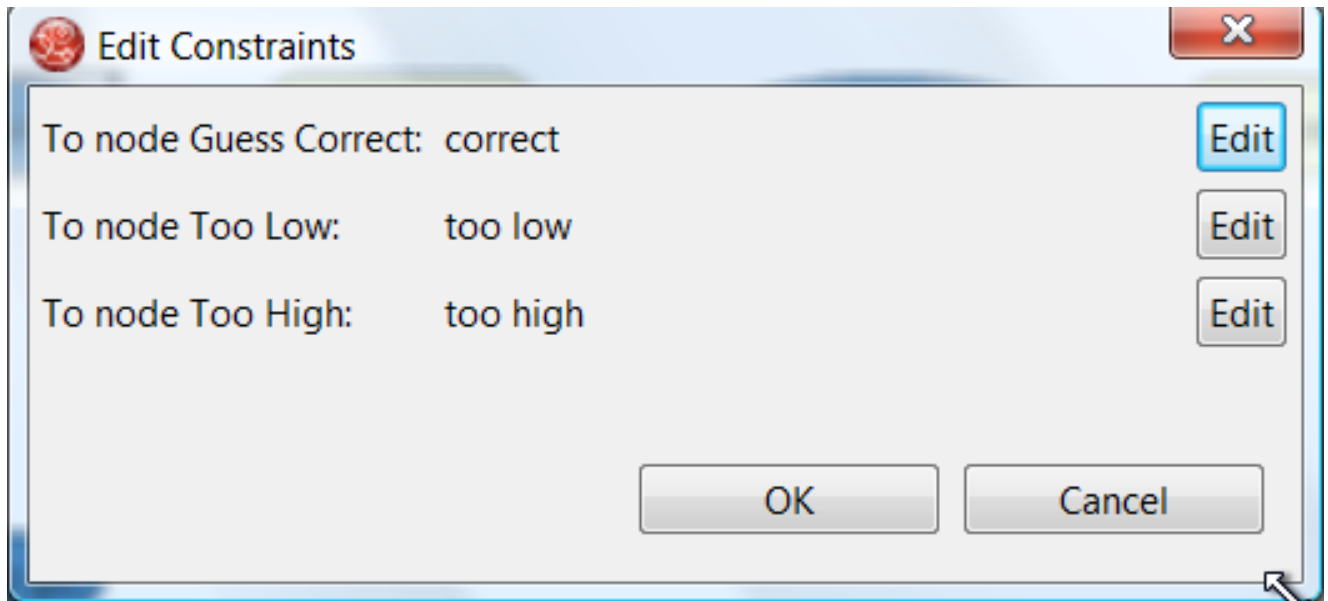 Edit Constraints
To node Guess Correct: correct Edit
To node Too Low: too low Edit
To node Too High: too high Edit
OK Cancel